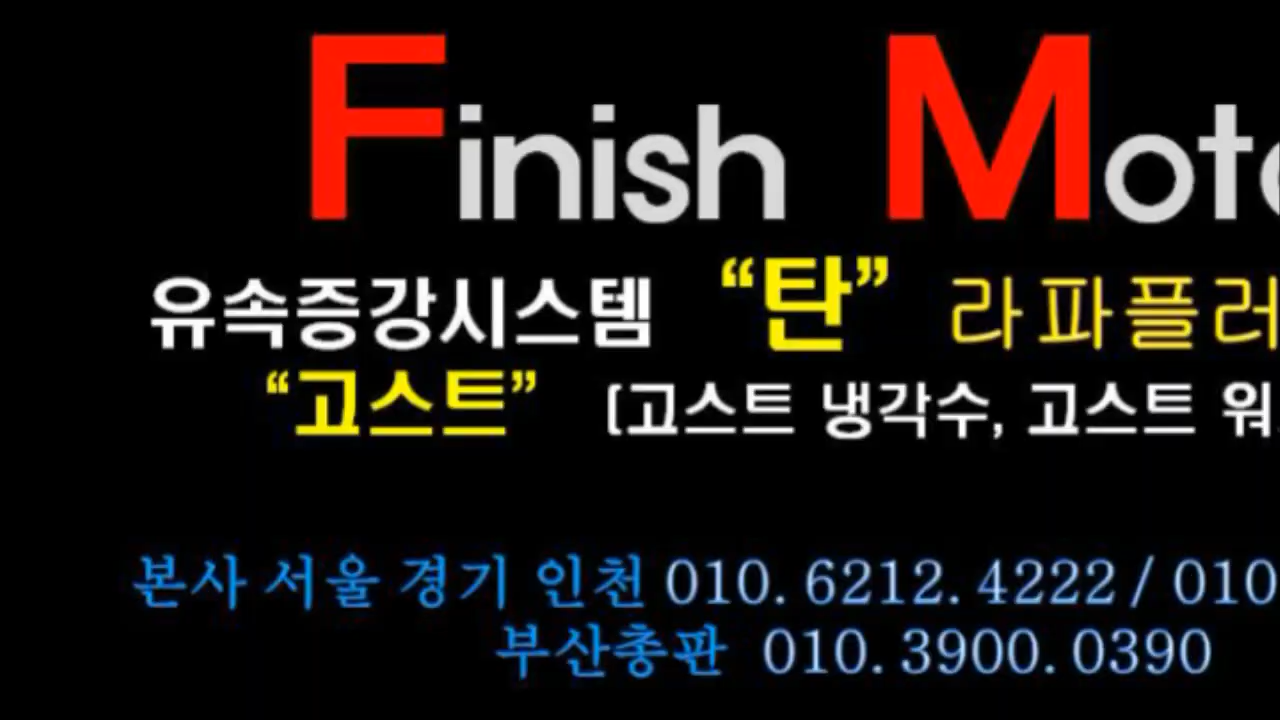 Finish Moto
유속증강시스템 “탄” 라파플러
“고스트” [고스트 냉각수, 고스트 워
본사 서울 경기 인천 010. 6212. 4222 / 010
부산총판 010. 3900. 0390